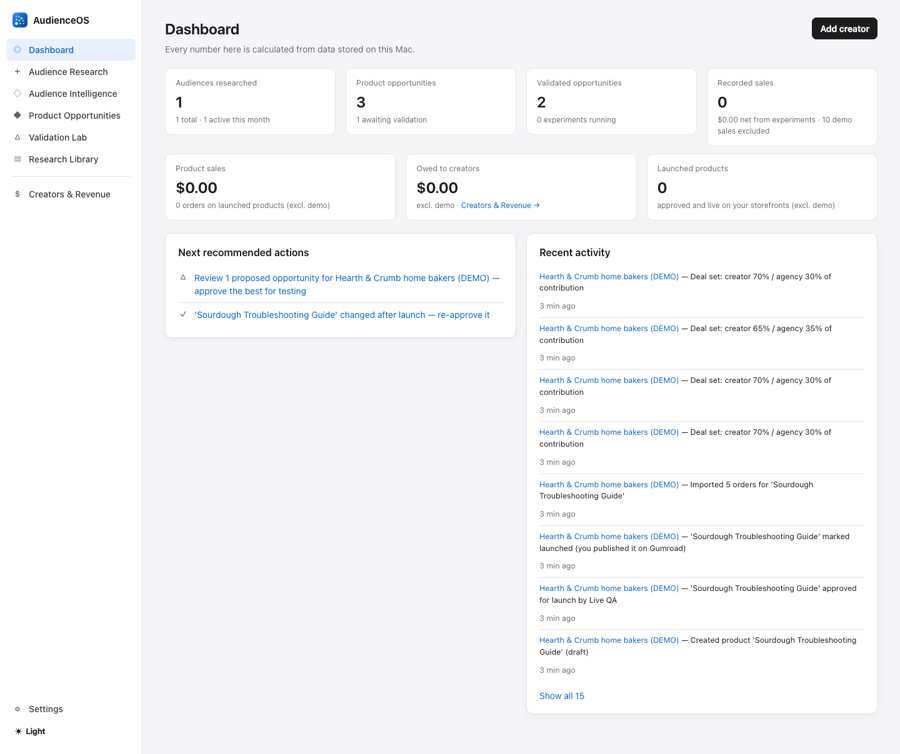 AudienceOS
Dashboard
Audience Research
Audience Intelligence
Product Opportunities
Validation Lab
Research Library
$ Creators & Revenue
Settings
Light
Dashboard
Every number here is calculated from data stored on this Mac.
Add creator
Audiences researched
1
1 total · 1 active this month
Product opportunities
3
1 awaiting validation
Validated opportunities
2
0 experiments running
Recorded sales
0
$0.00 net from experiments · 10 demo
sales excluded
Product sales
$0.00
0 orders on launched products (excl. demo)
Owed to creators
$0.00
excl. demo · Creators & Revenue →
Launched products
0
approved and live on your storefronts (excl. demo)
Next recommended actions
Review 1 proposed opportunity for Hearth & Crumb home bakers (DEMO) —
approve the best for testing
'Sourdough Troubleshooting Guide' changed after launch — re-approve it
Recent activity
Hearth & Crumb home bakers (DEMO) — Deal set: creator 70% / agency 30% of
contribution
3 min ago
Hearth & Crumb home bakers (DEMO) — Deal set: creator 65% / agency 35% of
contribution
3 min ago
Hearth & Crumb home bakers (DEMO) — Deal set: creator 70% / agency 30% of
contribution
3 min ago
Hearth & Crumb home bakers (DEMO) — Deal set: creator 70% / agency 30% of
contribution
3 min ago
Hearth & Crumb home bakers (DEMO) — Imported 5 orders for 'Sourdough
Troubleshooting Guide'
3 min ago
Hearth & Crumb home bakers (DEMO) — 'Sourdough Troubleshooting Guide' marked
launched (you published it on Gumroad)
3 min ago
Hearth & Crumb home bakers (DEMO) — 'Sourdough Troubleshooting Guide' approved
for launch by Live QA
3 min ago
Hearth & Crumb home bakers (DEMO) — Created product 'Sourdough Troubleshooting
Guide' (draft)
3 min ago
Show all 15